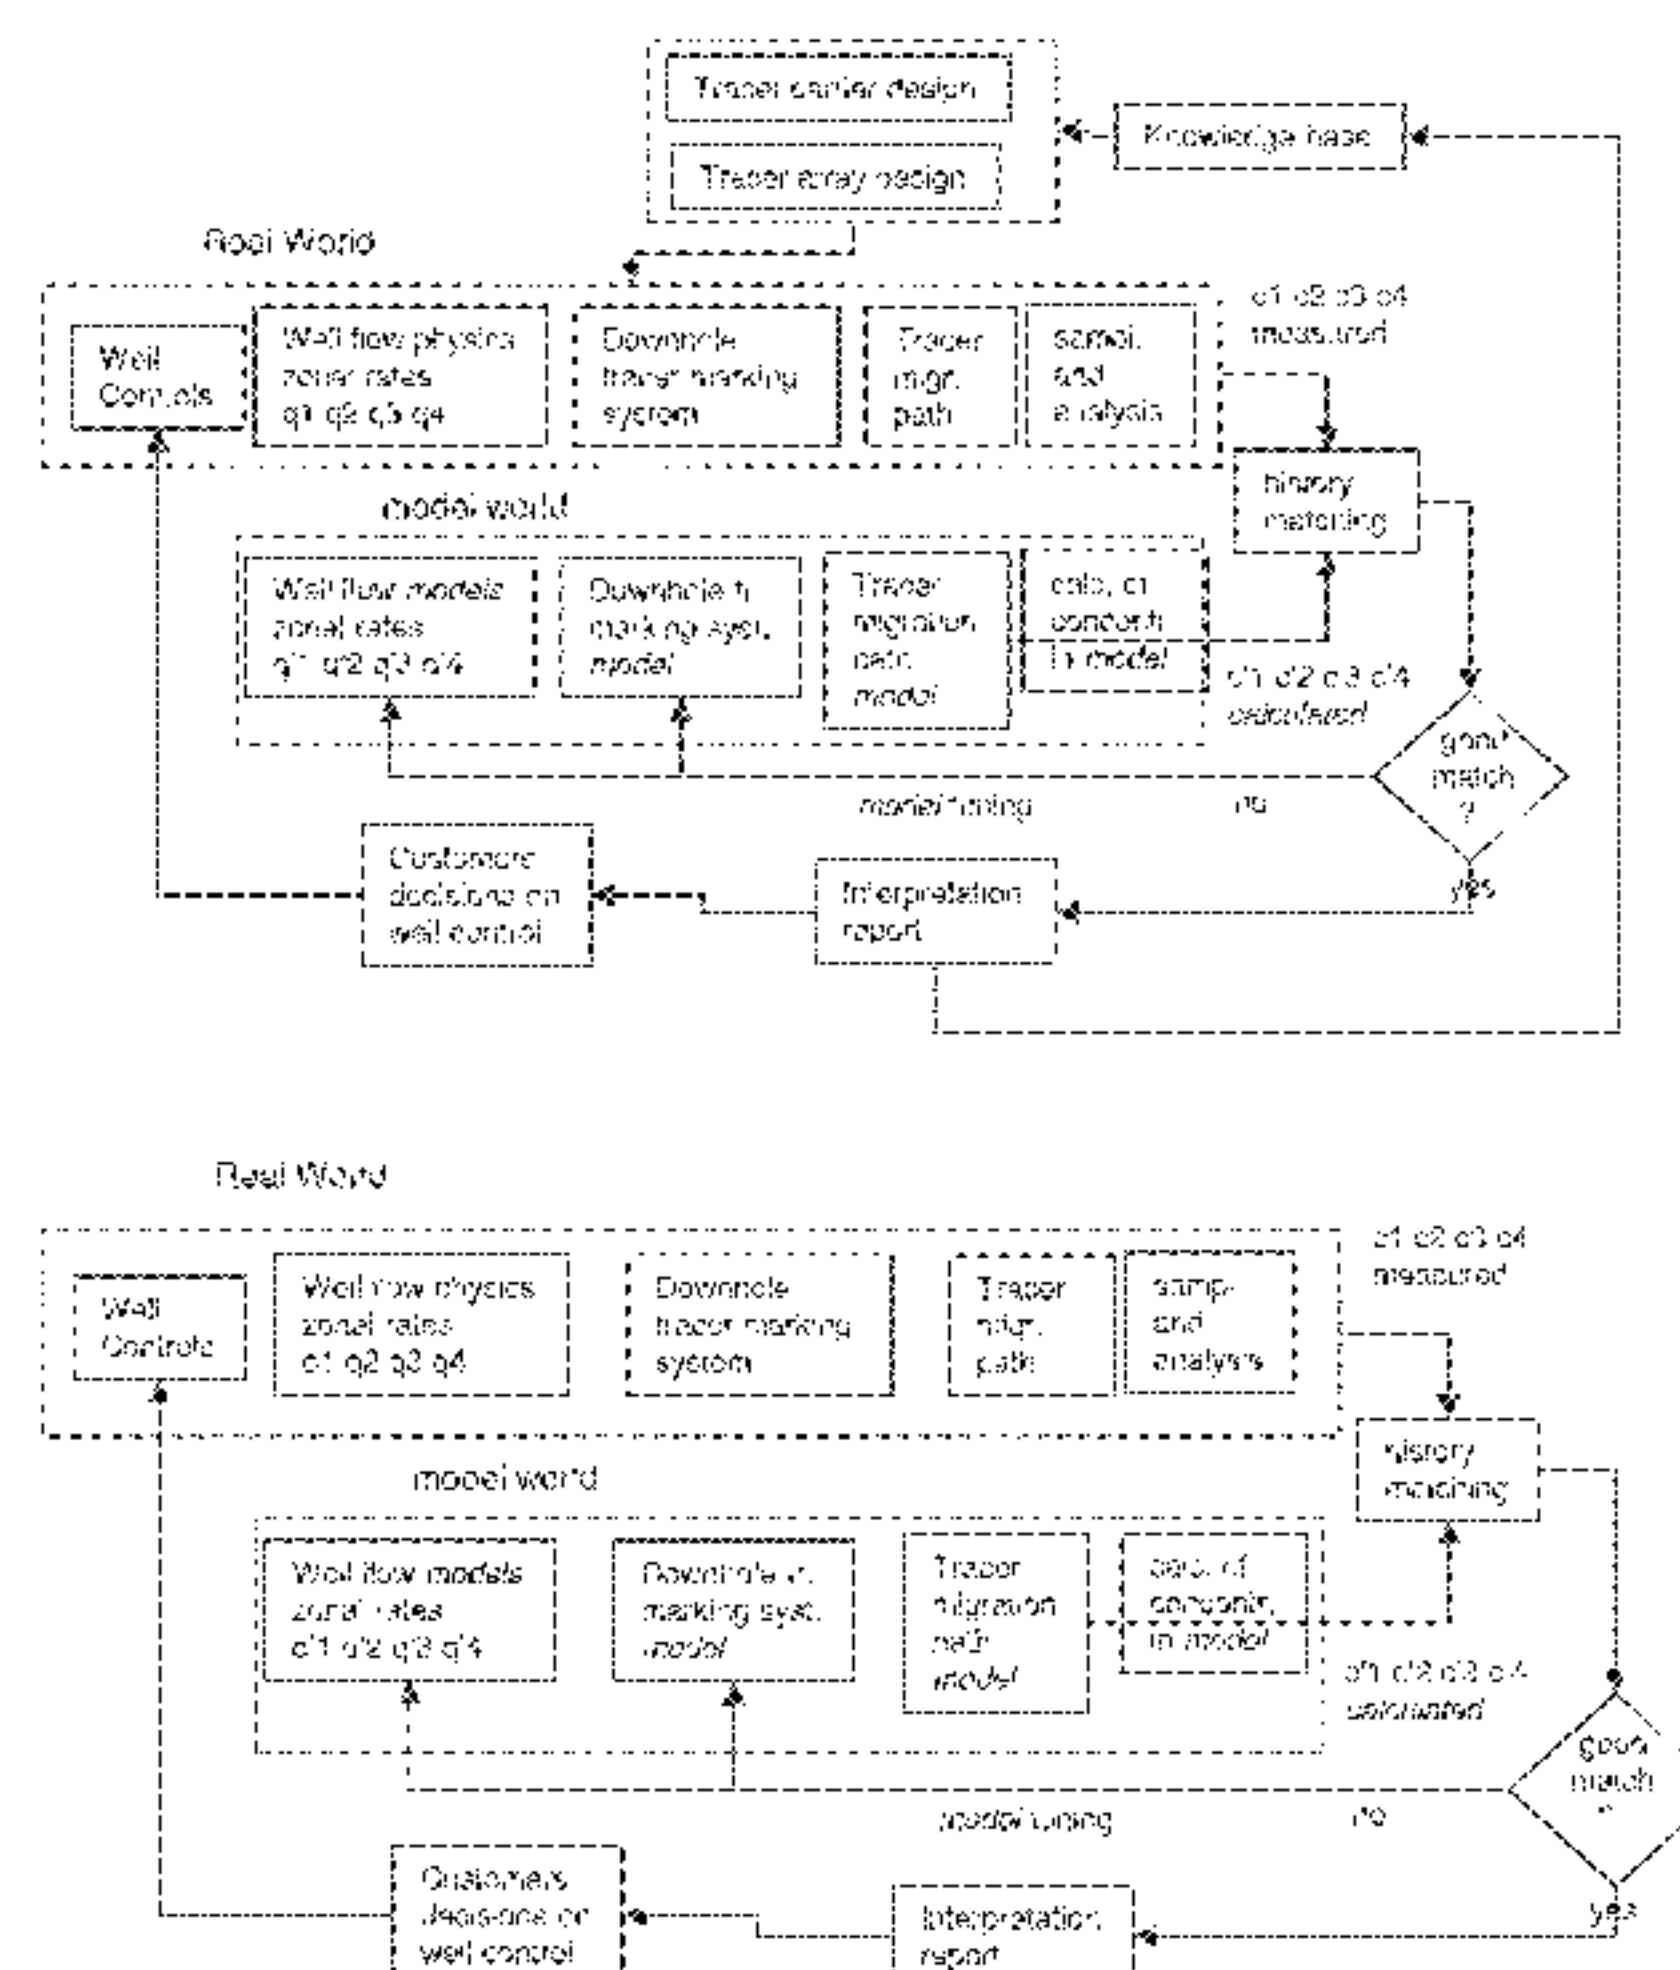 Tracer carrier design
Knowledge base
Tracer array design
Real World
Well
Controls
Well flow physics
zonal rates
q1 q2 q3 q4
Downhole
tracer marking
system
Tracer
migr.
path
sampl.
and
analysis
c1 c2 c3 c4
measured
history
matching
model world
Well flow models
zonal rates
q'1 q'2 q'3 q'4
Downhole tr.
marking syst.
model
Tracer
migration
path
model
calc. of
concentr.
in model
c'1 c'2 c'3 c'4
calculated
good
match
?
model tuning
no
yes
Customers
decisions on
well control
Interpretation
report
Real World
Well
Controls
Well flow physics
zonal rates
q1 q2 q3 q4
Downhole
tracer marking
system
Tracer
migr.
path
sampl.
and
analysis
c1 c2 c3 c4
measured
history
matching
model world
Well flow models
zonal rates
q'1 q'2 q'3 q'4
Downhole tr.
marking syst.
model
Tracer
migration
path
model
calc. of
concentr.
in model
c'1 c'2 c'3 c'4
calculated
good
match
model tuning
no
yes
Customers
decisions on
well control
Interpretation
report